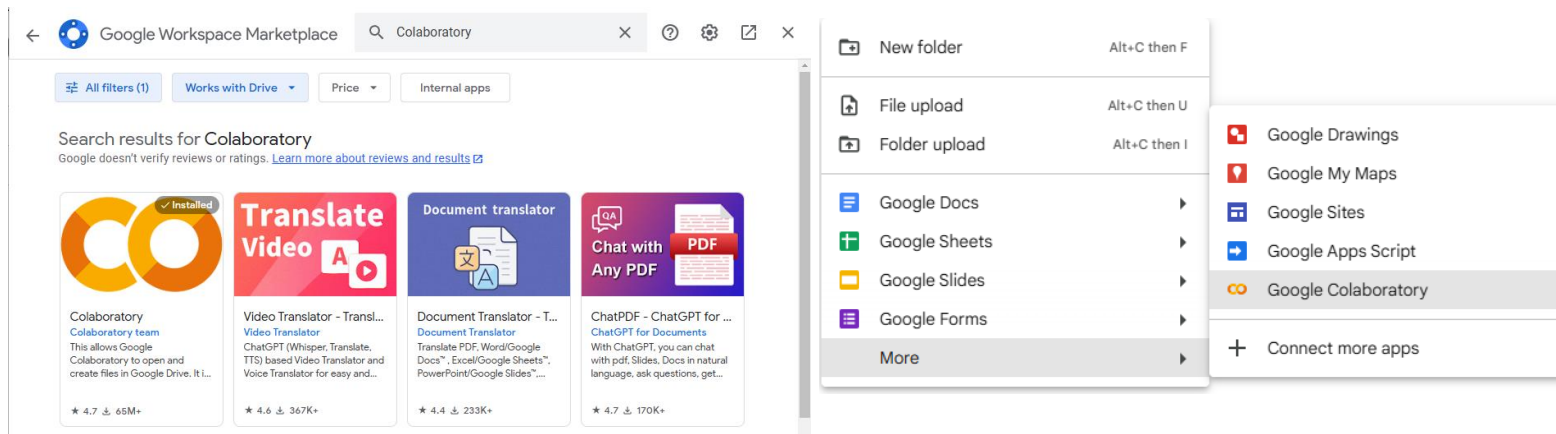 Google Workspace Marketplace
Colaboratory
All filters (1)
Works with Drive
Price
Internal apps
Search results for Colaboratory
Google doesn't verify reviews or ratings. Learn more about reviews and results
Installed
Colaboratory
Colaboratory team
This allows Google
Colaboratory to open and
create files in Google Drive. It i...
4.7 65M+
Translate
Video
A
Video Translator - Transl...
Video Translator
ChatGPT (Whisper, Translate,
TTS) based Video Translator and
Voice Translator for easy and...
4.6 367K+
Document translator
文
A
Document Translator - T...
Document Translator
Translate PDF, Word/Google
Docs™, Excel/Google Sheets™,
PowerPoint/Google Slides™,...
4.4 233K+
QA
Chat with
Any PDF
PDF
ChatPDF - ChatGPT for ...
ChatGPT for Documents
With ChatGPT, you can chat
with pdf, Slides, Docs in natural
language, ask questions, get...
4.7 170K+
New folder Alt+C then F
File upload Alt+C then U
Folder upload Alt+C then I
Google Docs
Google Sheets
Google Slides
Google Forms
More
Google Drawings
Google My Maps
Google Sites
Google Apps Script
Google Colaboratory
Connect more apps